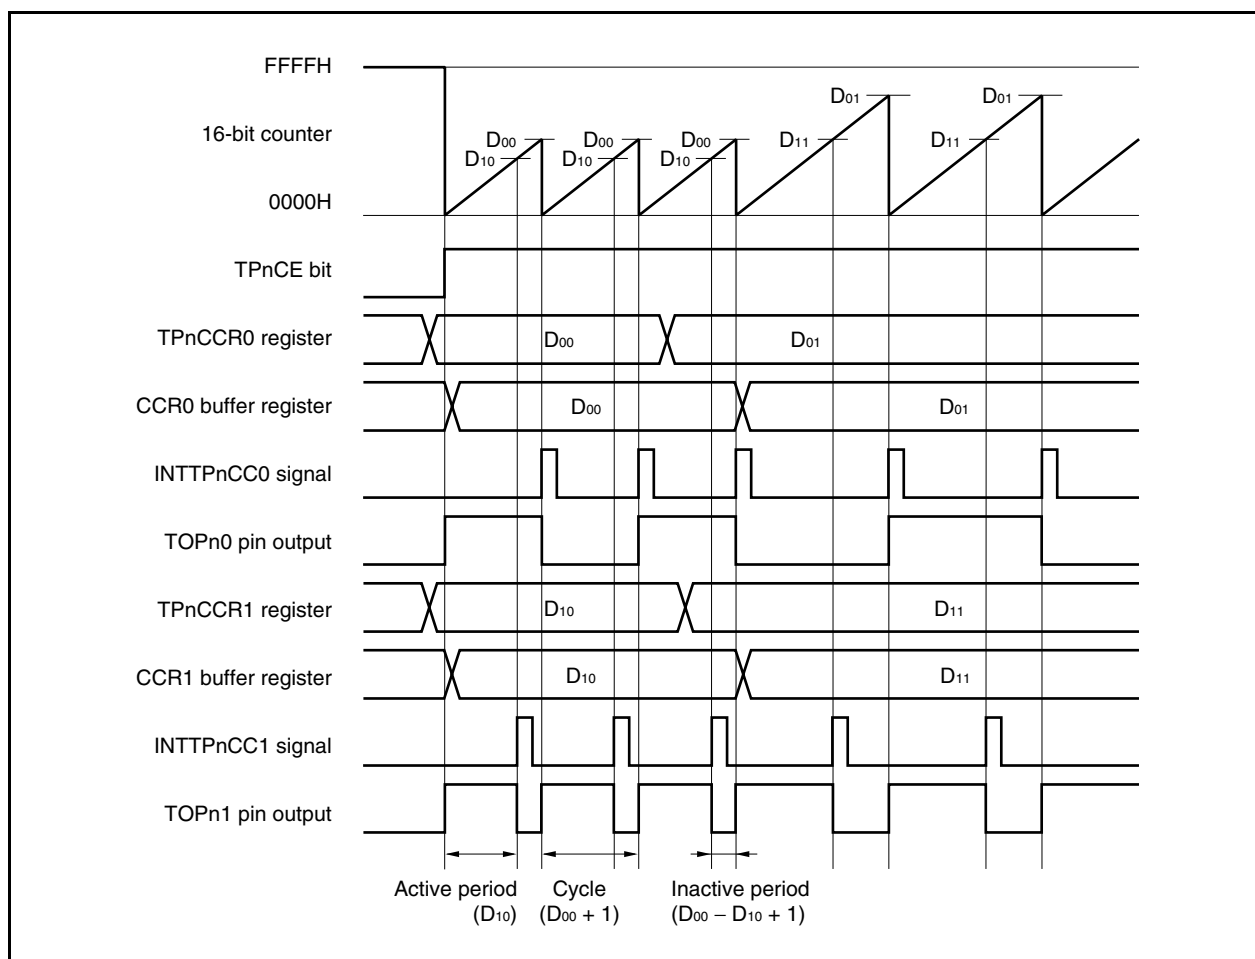 FFFFH
D01 D01
16-bit counter D00 D00 D00 D11 D11
D10 D10 D10
0000H
TPnCE bit
TPnCCR0 register D00 D01
CCR0 buffer register D00 D01
INTTPnCC0 signal
TOPn0 pin output
TPnCCR1 register D10 D11
CCR1 buffer register D10 D11
INTTPnCC1 signal
TOPn1 pin output
Active period Cycle Inactive period
(D10) (D00 + 1) (D00 − D10 + 1)